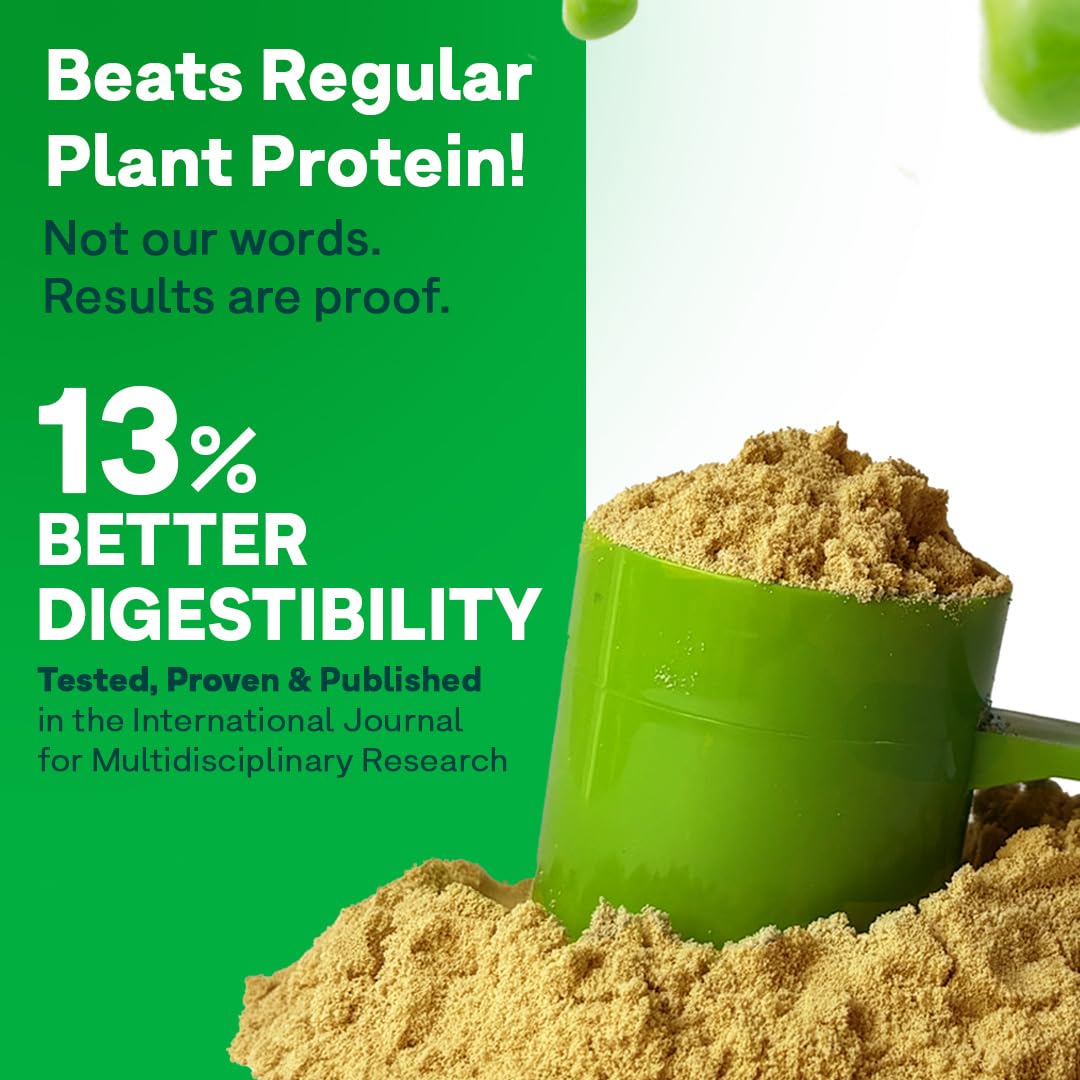 Beats Regular
Plant Protein!
Not our words.
Results are proof.
13%
BETTER
DIGESTIBILITY
Tested, Proven & Published
in the International Journal
for Multidisciplinary Research